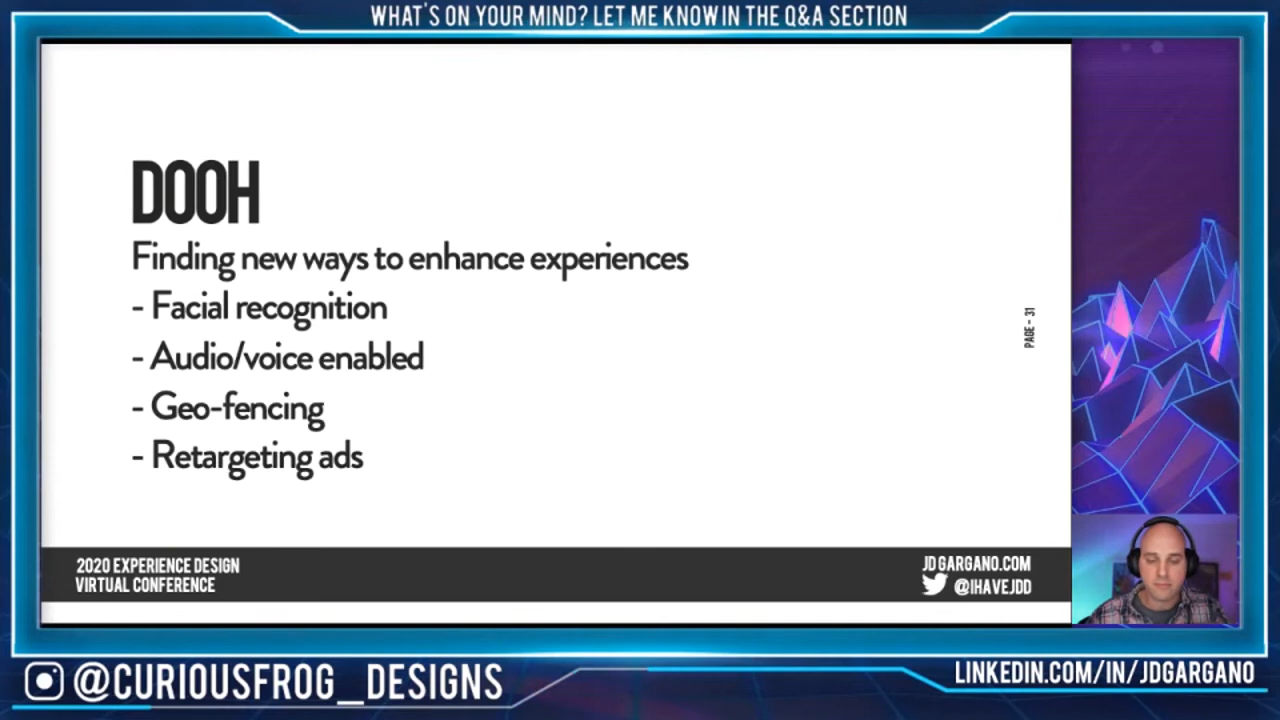 WHAT'S ON YOUR MIND? LET ME KNOW IN THE Q&A SECTION
DOOH
Finding new ways to enhance experiences
- Facial recognition
- Audio/voice enabled
- Geo-fencing
- Retargeting ads
PAGE - 31
2020 EXPERIENCE DESIGN
VIRTUAL CONFERENCE
JDGARGANO.COM
@IHAVEJDD
@CURIOUSFROG_DESIGNS
LINKEDIN.COM/IN/JDGARGANO